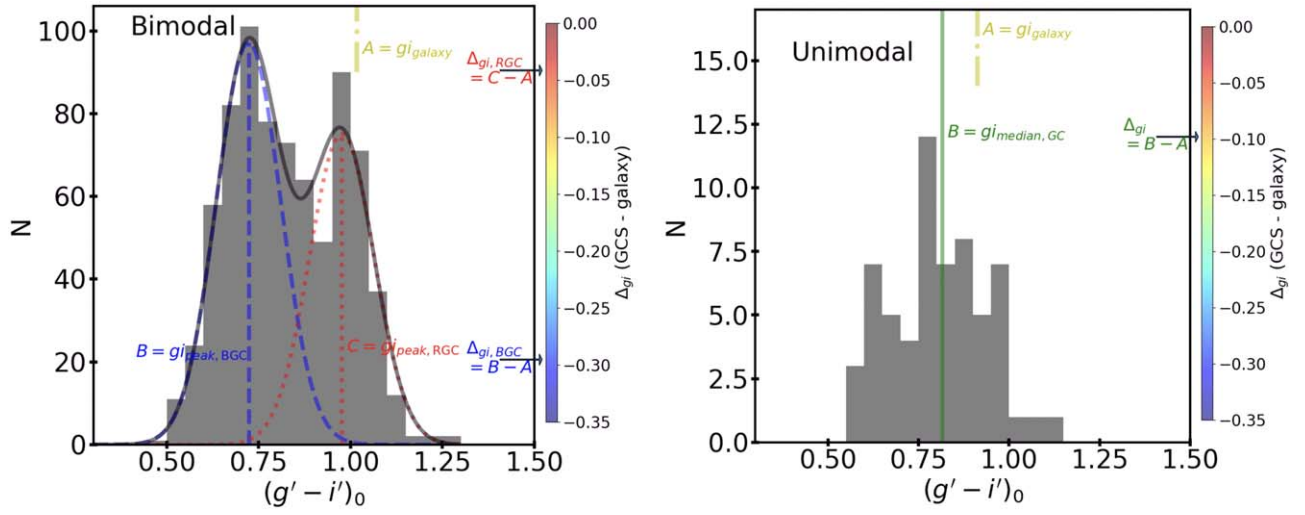 Bimodal
A = gi_galaxy
Δ_gi,RGC
= C − A
B = gi_peak,BGC
C = gi_peak,RGC
Δ_gi,BGC
= B − A
100
80
60
40
20
0
N
0.50 0.75 1.00 1.25 1.50
(g′ − i′)₀
0.00
−0.05
−0.10
−0.15
−0.20
−0.25
−0.30
−0.35
Δ_gi (GCS - galaxy)
Unimodal
A = gi_galaxy
B = gi_median,GC
Δ_gi
= B − A
15.0
12.5
10.0
7.5
5.0
2.5
0.0
N
0.50 0.75 1.00 1.25 1.50
(g′ − i′)₀
0.00
−0.05
−0.10
−0.15
−0.20
−0.25
−0.30
−0.35
Δ_gi (GCS - galaxy)